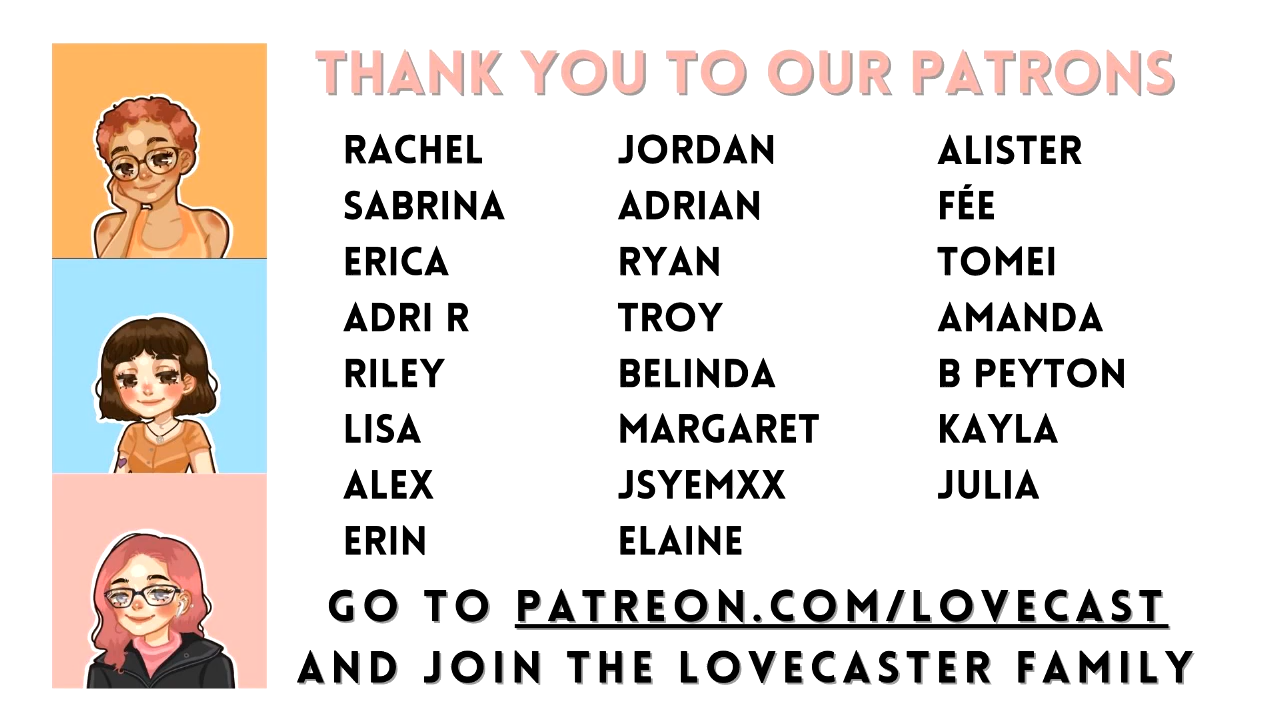 THANK YOU TO OUR PATRONS
RACHEL
SABRINA
ERICA
ADRI R
RILEY
LISA
ALEX
ERIN
JORDAN
ADRIAN
RYAN
TROY
BELINDA
MARGARET
JSYEMXX
ELAINE
ALISTER
FÉE
TOMEI
AMANDA
B PEYTON
KAYLA
JULIA
GO TO PATREON.COM/LOVECAST
AND JOIN THE LOVECASTER FAMILY